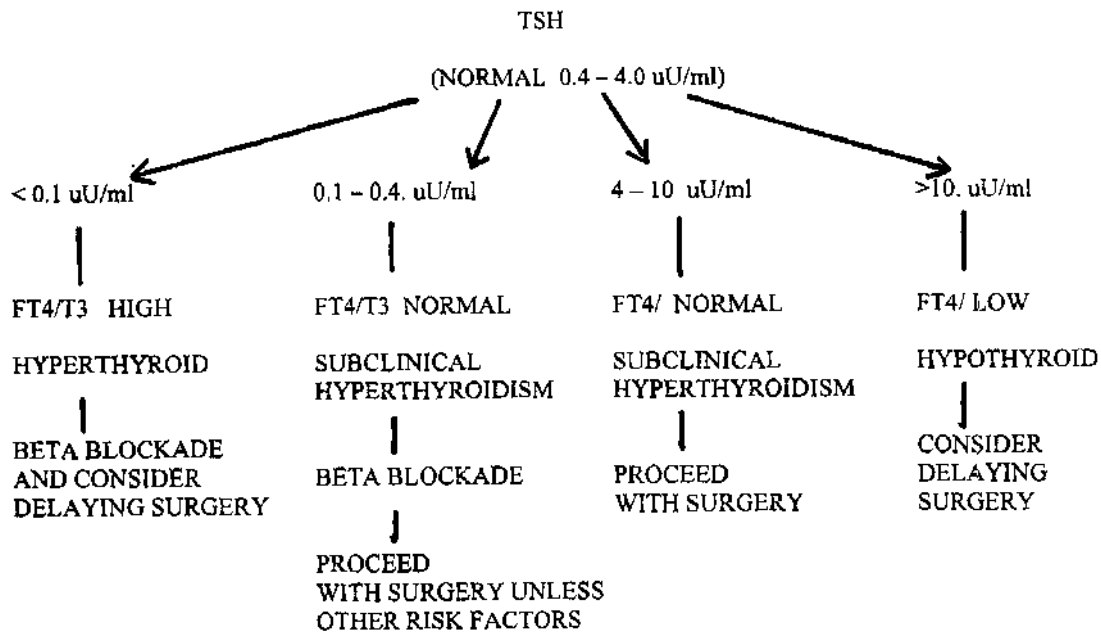 TSH
(NORMAL 0.4 – 4.0 uU/ml)
< 0.1 uU/ml
0.1 – 0.4. uU/ml
4 – 10 uU/ml
>10. uU/ml
FT4/T3 HIGH
FT4/T3 NORMAL
FT4/ NORMAL
FT4/ LOW
HYPERTHYROID
SUBCLINICAL
HYPERTHYROIDISM
SUBCLINICAL
HYPERTHYROIDISM
HYPOTHYROID
BETA BLOCKADE
AND CONSIDER
DELAYING SURGERY
BETA BLOCKADE
PROCEED
WITH SURGERY
CONSIDER
DELAYING
SURGERY
PROCEED
WITH SURGERY UNLESS
OTHER RISK FACTORS